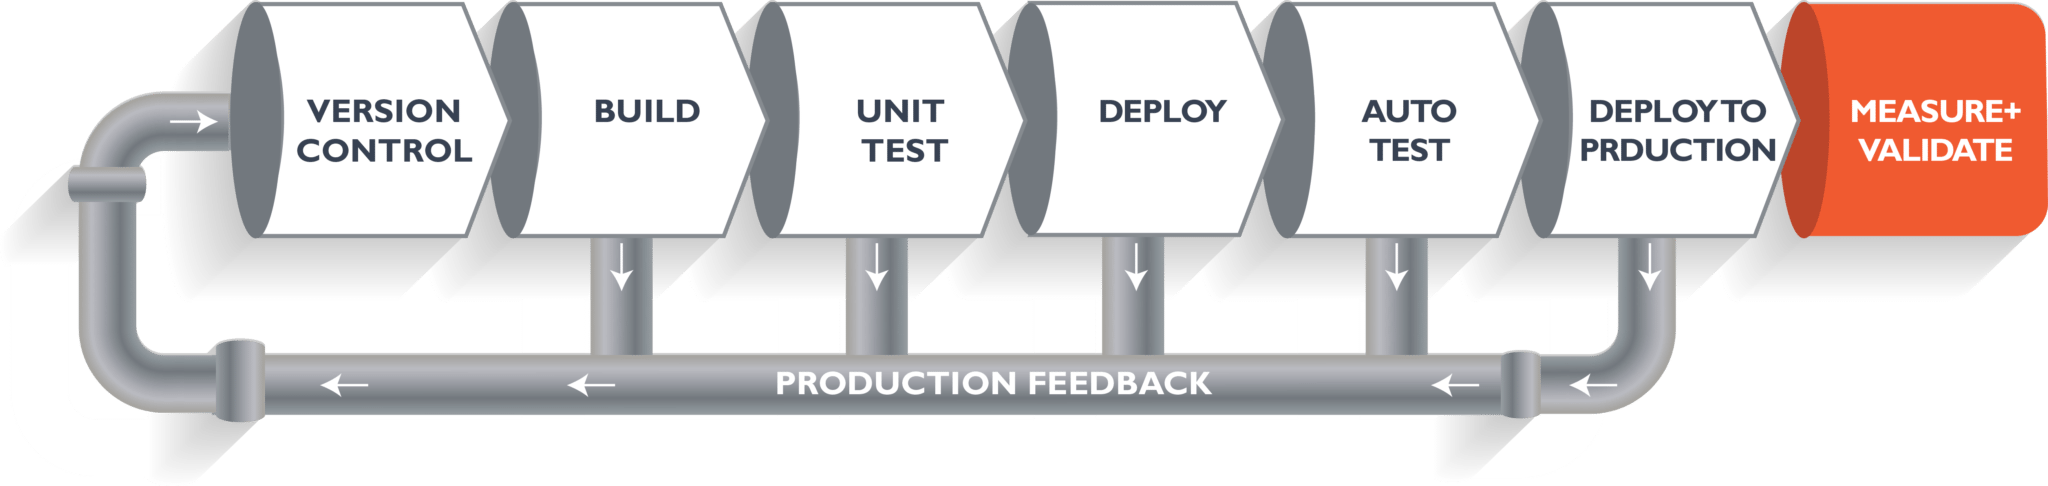 VERSION
CONTROL
BUILD
UNIT
TEST
DEPLOY
AUTO
TEST
DEPLOY TO
PRDUCTION
MEASURE+
VALIDATE
PRODUCTION FEEDBACK